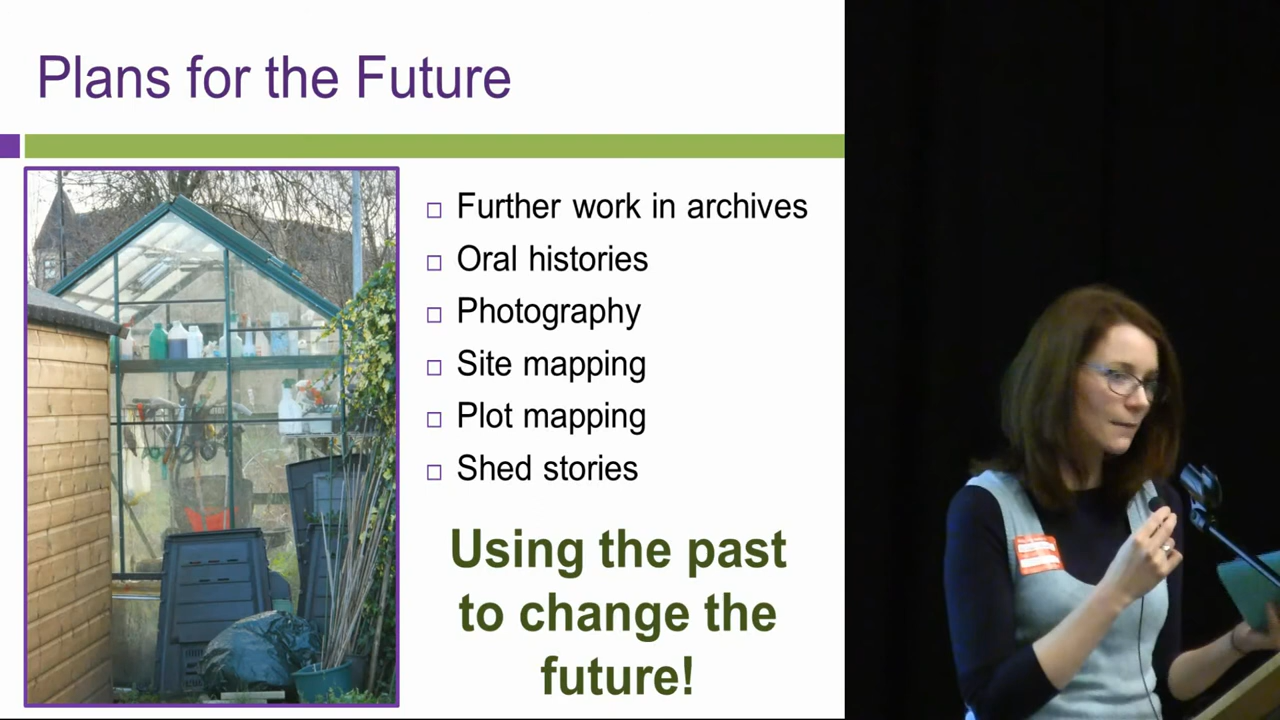 Plans for the Future
Further work in archives
Oral histories
Photography
Site mapping
Plot mapping
Shed stories
Using the past
to change the
future!